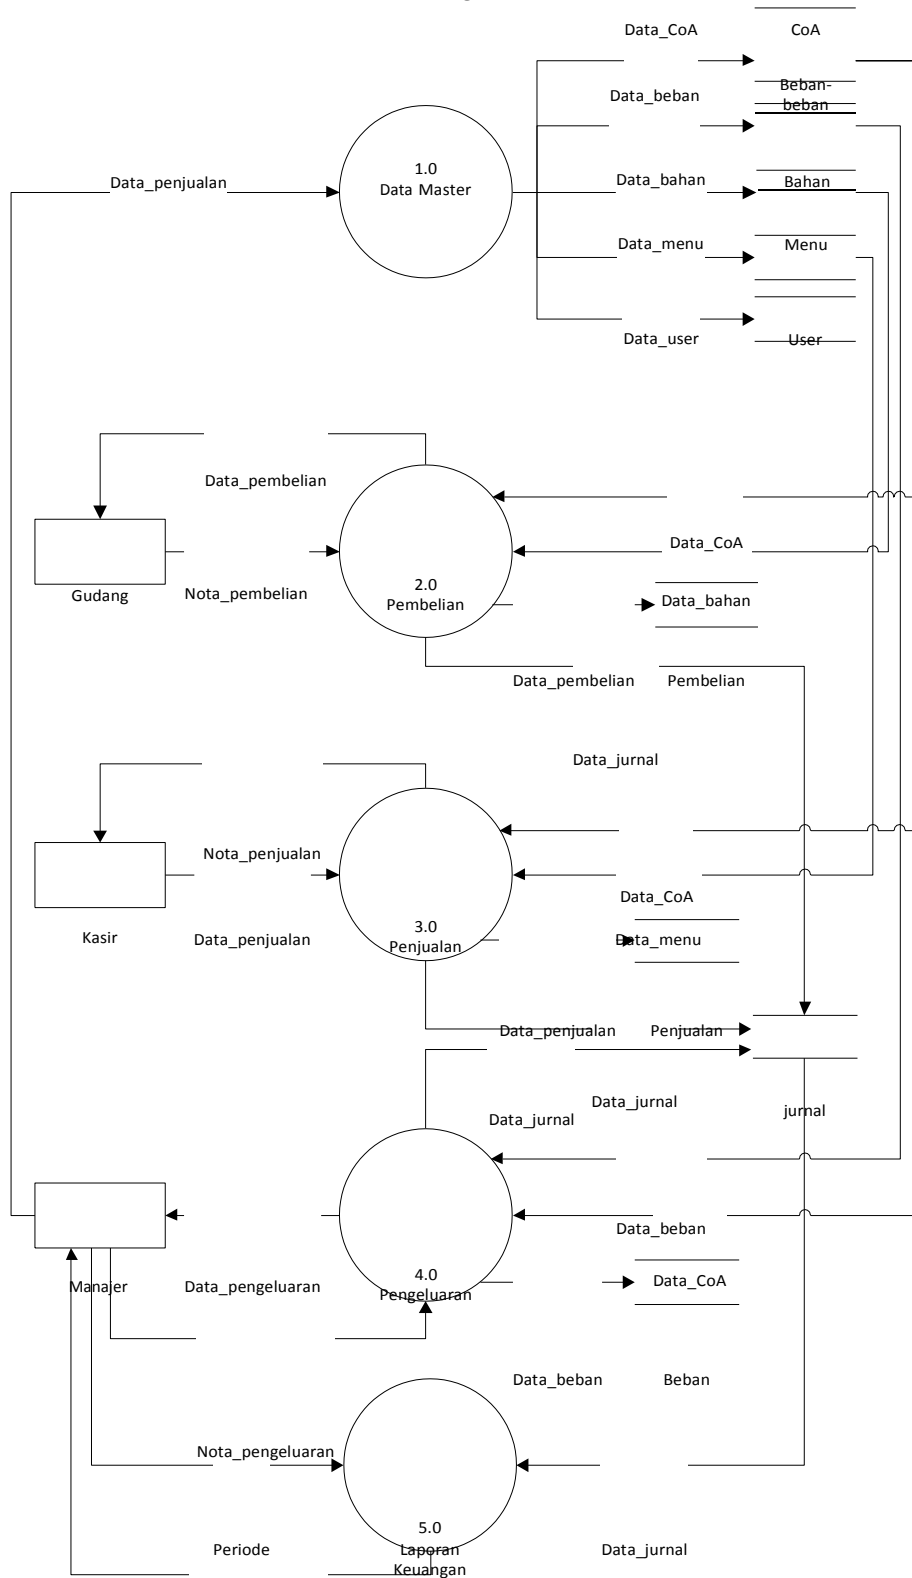 Data_CoA
CoA
Data_beban
Beban-
beban
1.0
Data Master
Data_penjualan
Data_bahan
Bahan
Data_menu
Menu
Data_user
User
Data_pembelian
Data_CoA
2.0
Pembelian
Gudang
Nota_pembelian
Data_bahan
Data_pembelian
Pembelian
Data_jurnal
Nota_penjualan
Data_CoA
3.0
Penjualan
Kasir
Data_penjualan
Data_menu
Data_penjualan
Penjualan
Data_jurnal
Data_jurnal
jurnal
Data_beban
4.0
Pengeluaran
Manajer
Data_pengeluaran
Data_CoA
Data_beban
Beban
Nota_pengeluaran
5.0
Laporan
Keuangan
Periode
Data_jurnal